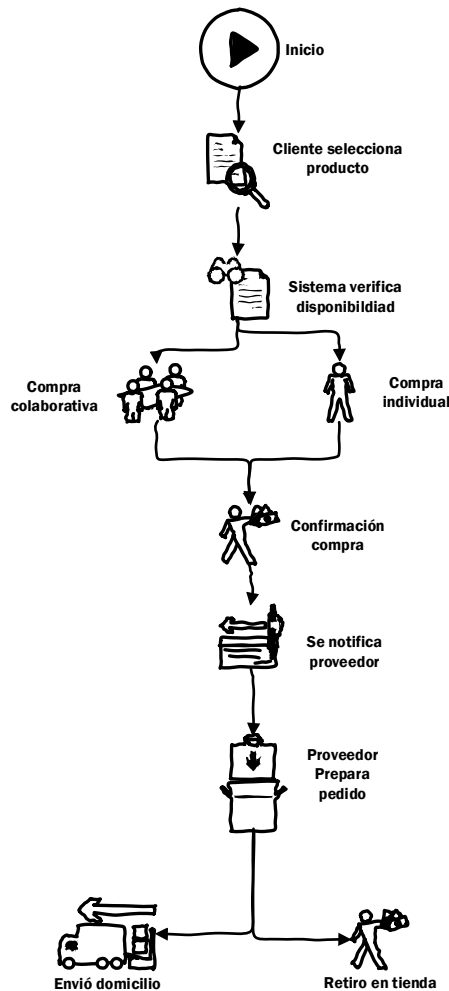 Inicio
Cliente selecciona
producto
Sistema verifica
disponibildiad
Compra
colaborativa
Compra
individual
Confirmación
compra
Se notifica
proveedor
Proveedor
Prepara
pedido
Envió domicilio
Retiro en tienda